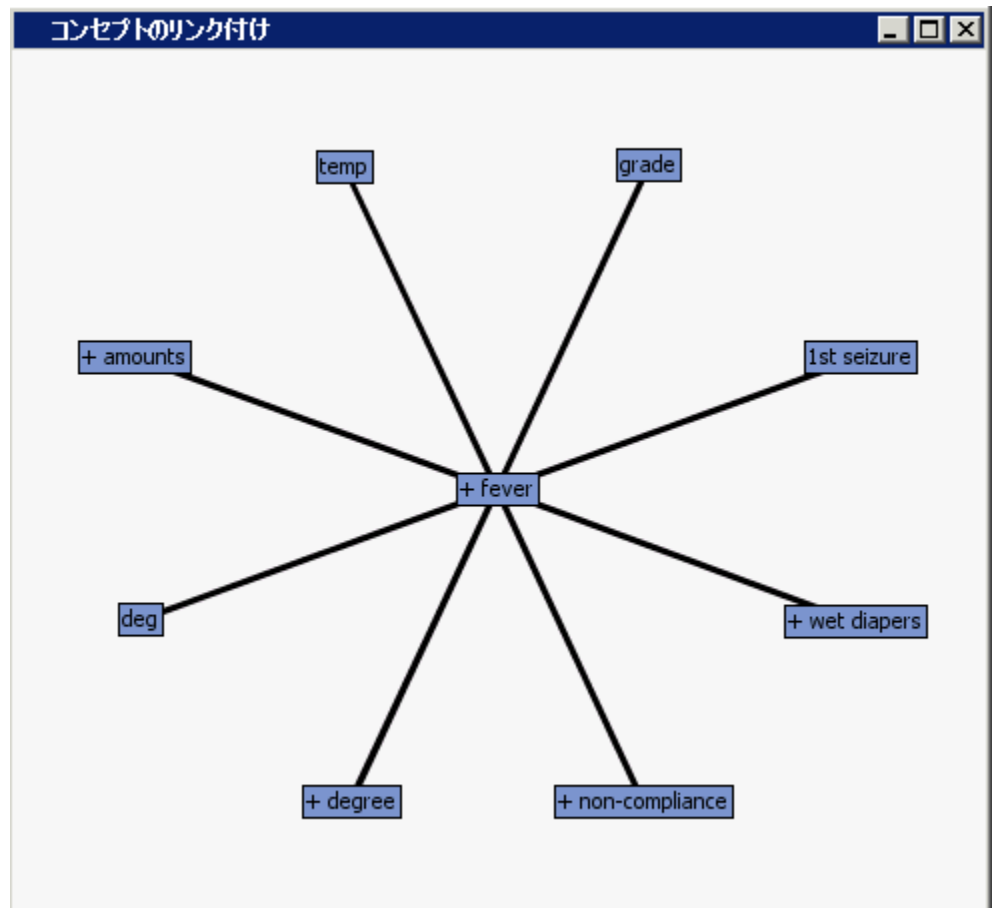 コンセプトのリンク付け
temp
grade
+ amounts
1st seizure
+ fever
deg
+ wet diapers
+ degree
+ non-compliance